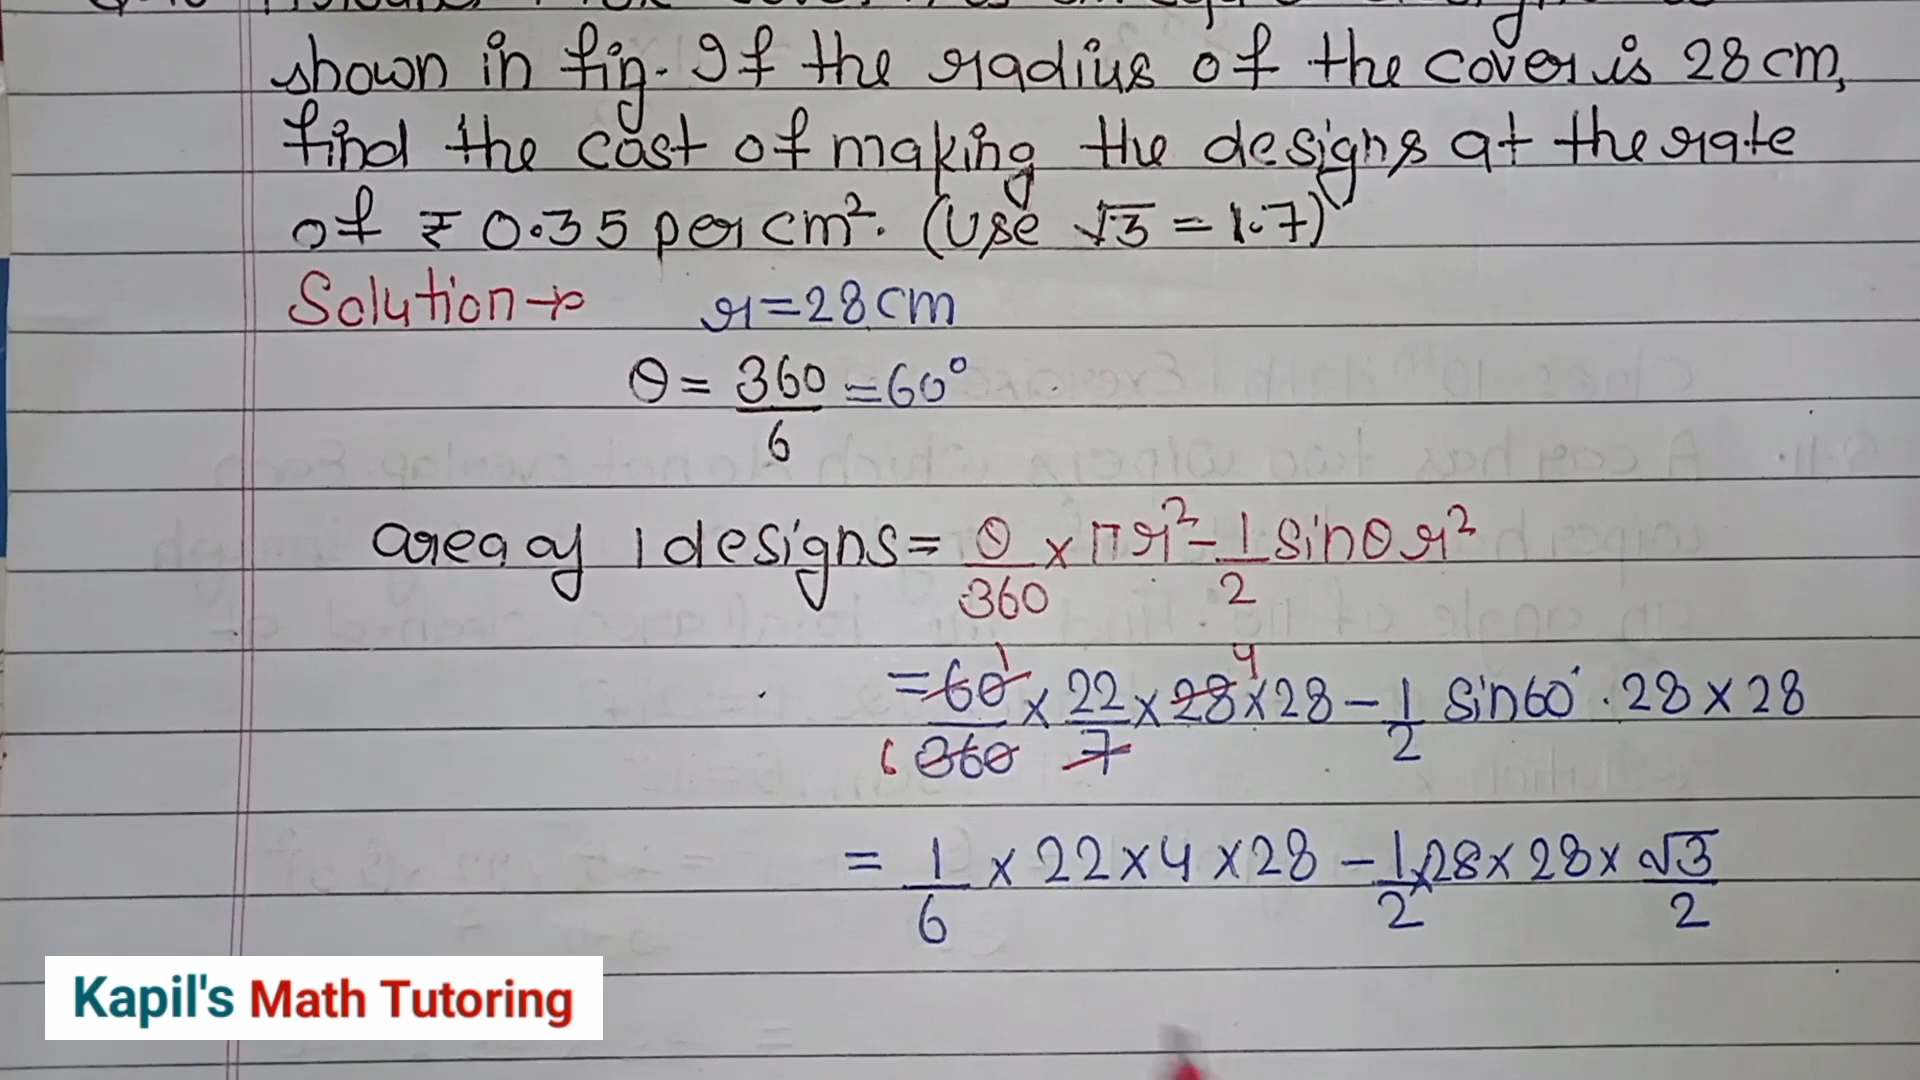 shown in fig. If the radius of the cover is 28 cm,
find the cost of making the designs at the rate
of ₹ 0.35 per cm². (Use √3 = 1.7)
Solution → r = 28 cm
θ = 360/6 = 60°
area of 1 designs = θ/360 × πr² - 1/2 sinθ r²
= 60/360 × 22/7 × 28 × 28 - 1/2 sin60° . 28 × 28
1 4
6
= 1/6 × 22 × 4 × 28 - 1/2 × 28 × 28 × √3/2
Kapil's Math Tutoring